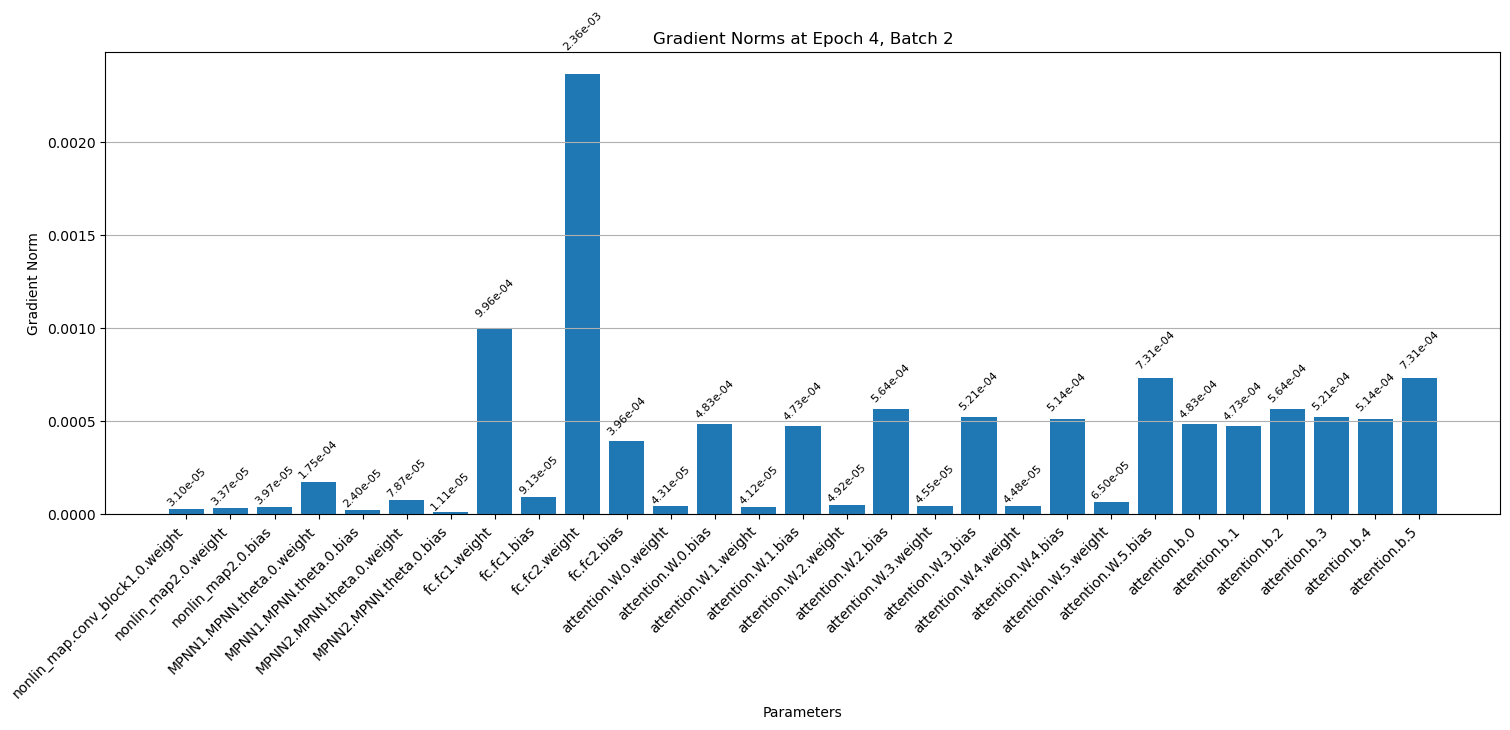 Gradient Norms at Epoch 4, Batch 2
Gradient Norm
0.0020
0.0015
0.0010
0.0005
0.0000
3.10e-05
3.37e-05
3.97e-05
1.75e-04
2.40e-05
7.87e-05
1.11e-05
9.96e-04
9.13e-05
2.36e-03
3.96e-04
4.31e-05
4.83e-04
4.12e-05
4.73e-04
4.92e-05
5.64e-04
4.55e-05
5.21e-04
4.48e-05
5.14e-04
6.50e-05
7.31e-04
4.83e-04
4.73e-04
5.64e-04
5.21e-04
5.14e-04
7.31e-04
nonlin_map.conv_block1.0.weight
nonlin_map2.0.weight
nonlin_map2.0.bias
MPNN1.MPNN.theta.0.weight
MPNN1.MPNN.theta.0.bias
MPNN2.MPNN.theta.0.weight
MPNN2.MPNN.theta.0.bias
fc.fc1.weight
fc.fc1.bias
fc.fc2.weight
fc.fc2.bias
attention.W.0.weight
attention.W.0.bias
attention.W.1.weight
attention.W.1.bias
attention.W.2.weight
attention.W.2.bias
attention.W.3.weight
attention.W.3.bias
attention.W.4.weight
attention.W.4.bias
attention.W.5.weight
attention.W.5.bias
attention.b.0
attention.b.1
attention.b.2
attention.b.3
attention.b.4
attention.b.5
Parameters